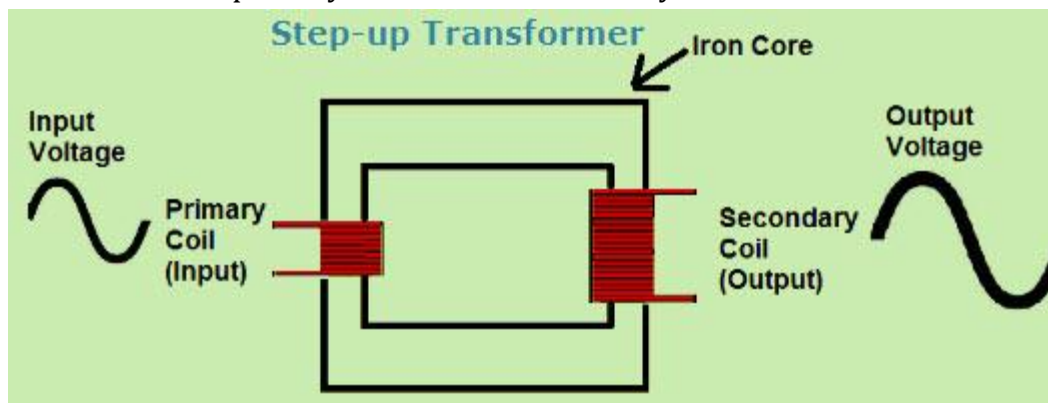 Step-up Transformer
Iron Core
Input
Voltage
Output
Voltage
Primary
Coil
(Input)
Secondary
Coil
(Output)